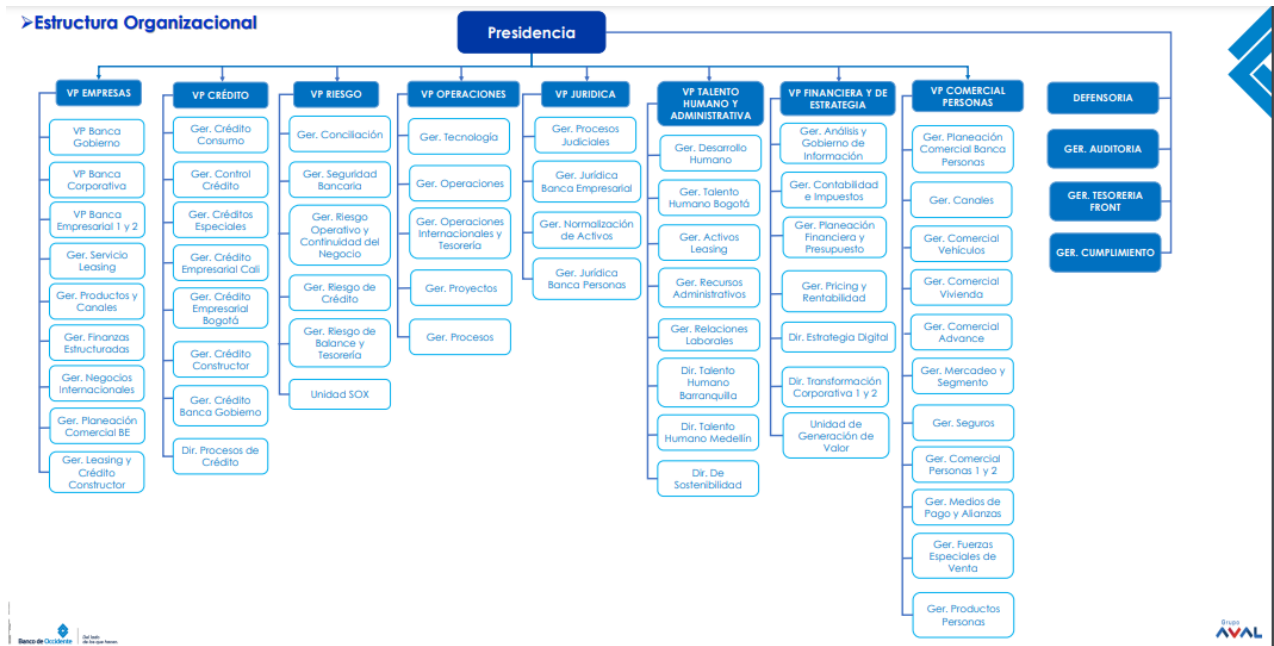 ➢Estructura Organizacional
Presidencia
VP EMPRESAS
VP Banca
Gobierno
VP Banca
Corporativa
VP Banca
Empresarial 1 y 2
Ger. Servicio
Leasing
Ger. Productos y
Canales
Ger. Finanzas
Estructuradas
Ger. Negocios
Internacionales
Ger. Planeación
Comercial BE
Ger. Leasing y
Crédito
Constructor
VP CRÉDITO
Ger. Crédito
Consumo
Ger. Control
Crédito
Ger. Créditos
Especiales
Ger. Crédito
Empresarial Cali
Ger. Crédito
Empresarial
Bogotá
Ger. Crédito
Constructor
Ger. Crédito
Banca Gobierno
Dir. Procesos de
Crédito
VP RIESGO
Ger. Conciliación
Ger. Seguridad
Bancaria
Ger. Riesgo
Operativo y
Continuidad del
Negocio
Ger. Riesgo de
Crédito
Ger. Riesgo de
Balance y
Tesorería
Unidad SOX
VP OPERACIONES
Ger. Tecnología
Ger. Operaciones
Ger. Operaciones
Internacionales y
Tesorería
Ger. Proyectos
Ger. Procesos
VP JURIDICA
Ger. Procesos
Judiciales
Ger. Jurídica
Banca Empresarial
Ger. Normalización
de Activos
Ger. Jurídica
Banca Personas
VP TALENTO
HUMANO Y
ADMINISTRATIVA
Ger. Desarrollo
Humano
Ger. Talento
Humano Bogotá
Ger. Activos
Leasing
Ger. Recursos
Administrativos
Ger. Relaciones
Laborales
Dir. Talento
Humano
Barranquilla
Dir. Talento
Humano Medellín
Dir. De
Sostenibilidad
VP FINANCIERA Y DE
ESTRATEGIA
Ger. Análisis y
Gobierno de
Información
Ger. Contabilidad
e Impuestos
Ger. Planeación
Financiera y
Presupuesto
Ger. Pricing y
Rentabilidad
Dir. Estrategia Digital
Dir. Transformación
Corporativa 1 y 2
Unidad de
Generación de
Valor
VP COMERCIAL
PERSONAS
Ger. Planeación
Comercial Banca
Personas
Ger. Canales
Ger. Comercial
Vehículos
Ger. Comercial
Vivienda
Ger. Comercial
Advance
Ger. Mercadeo y
Segmento
Ger. Seguros
Ger. Comercial
Personas 1 y 2
Ger. Medios de
Pago y Alianzas
Ger. Fuerzas
Especiales de
Venta
Ger. Productos
Personas
DEFENSORIA
GER. AUDITORIA
GER. TESORERIA
FRONT
GER. CUMPLIMIENTO
Banco de Occidente
Del lado
de los que hacen.
Grupo
AVAL